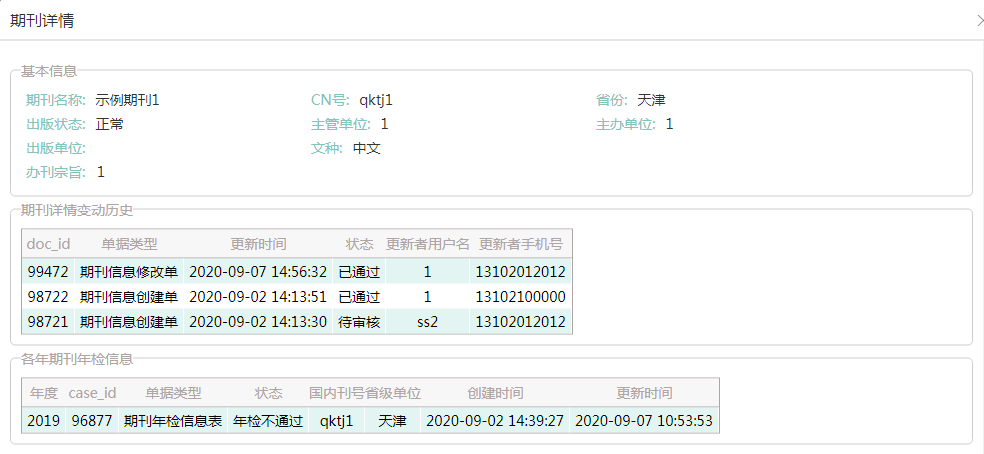 期刊详情
基本信息
期刊名称: 示例期刊1 CN号: qktj1 省份: 天津
出版状态: 正常 主管单位: 1 主办单位: 1
出版单位: 文种: 中文
办刊宗旨: 1
期刊详情变动历史
doc_id 单据类型 更新时间 状态 更新者用户名 更新者手机号
99472 期刊信息修改单 2020-09-07 14:56:32 已通过 1 13102012012
98722 期刊信息创建单 2020-09-02 14:13:51 已通过 1 13102100000
98721 期刊信息创建单 2020-09-02 14:13:30 待审核 ss2 13102012012
各年期刊年检信息
年度 case_id 单据类型 状态 国内刊号 省级单位 创建时间 更新时间
2019 96877 期刊年检信息表 年检不通过 qktj1 天津 2020-09-02 14:39:27 2020-09-07 10:53:53